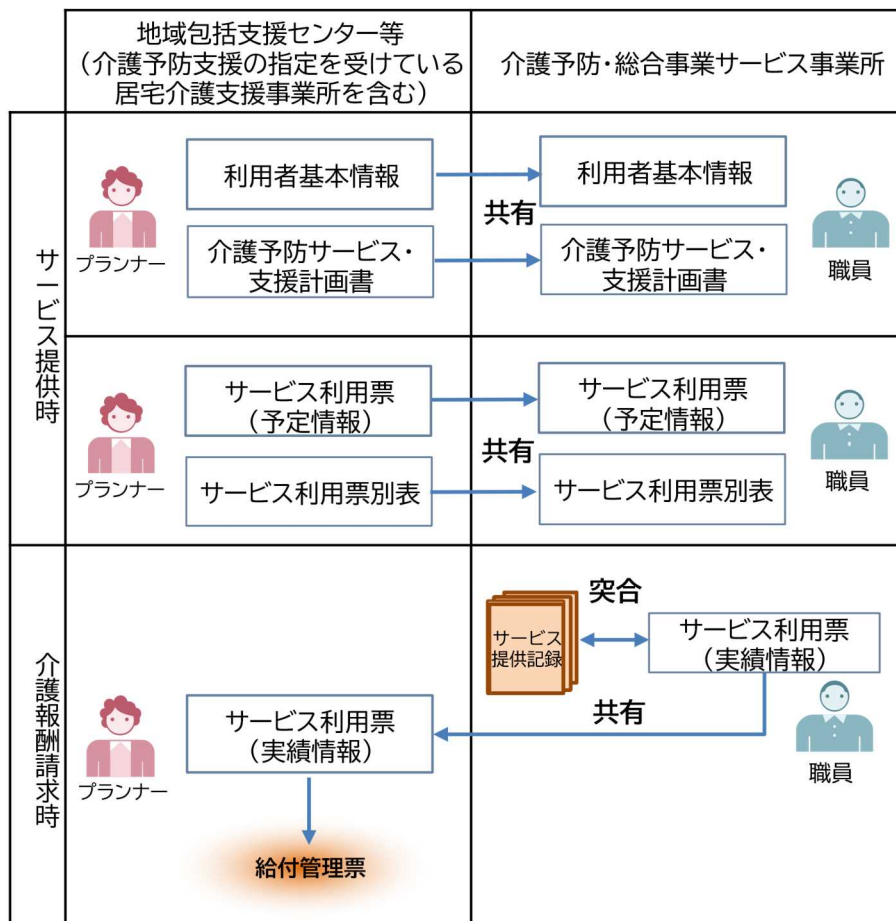 地域包括支援センター等
（介護予防支援の指定を受けている
居宅介護支援事業所を含む）
介護予防・総合事業サービス事業所
サービス提供時
プランナー
利用者基本情報
共有
利用者基本情報
介護予防サービス・
支援計画書
介護予防サービス・
支援計画書
職員
プランナー
サービス利用票
（予定情報）
共有
サービス利用票
（予定情報）
サービス利用票別表
サービス利用票別表
職員
介護報酬請求時
プランナー
サービス
提供記録
突合
サービス利用票
（実績情報）
共有
サービス利用票
（実績情報）
職員
給付管理票